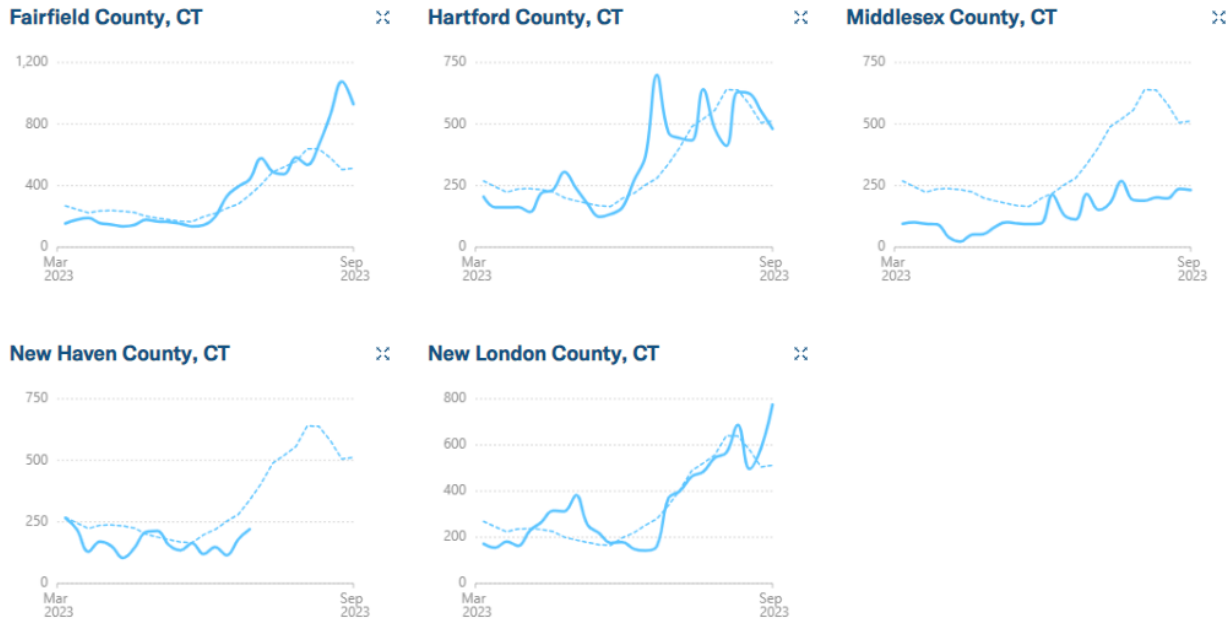 Fairfield County, CT
1,200
800
400
0
Mar
2023
Sep
2023
Hartford County, CT
750
500
250
0
Mar
2023
Sep
2023
Middlesex County, CT
750
500
250
0
Mar
2023
Sep
2023
New Haven County, CT
750
500
250
0
Mar
2023
Sep
2023
New London County, CT
800
600
400
200
0
Mar
2023
Sep
2023